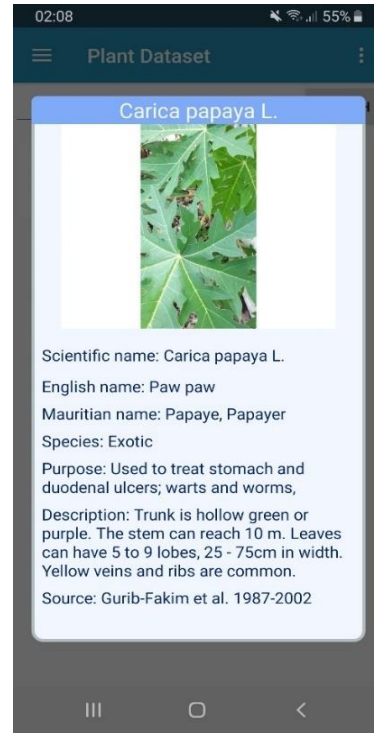 02:08 55%
Plant Dataset
Carica papaya L.
Scientific name: Carica papaya L.
English name: Paw paw
Mauritian name: Papaye, Papayer
Species: Exotic
Purpose: Used to treat stomach and
duodenal ulcers; warts and worms,
Description: Trunk is hollow green or
purple. The stem can reach 10 m. Leaves
can have 5 to 9 lobes, 25 - 75cm in width.
Yellow veins and ribs are common.
Source: Gurib-Fakim et al. 1987-2002